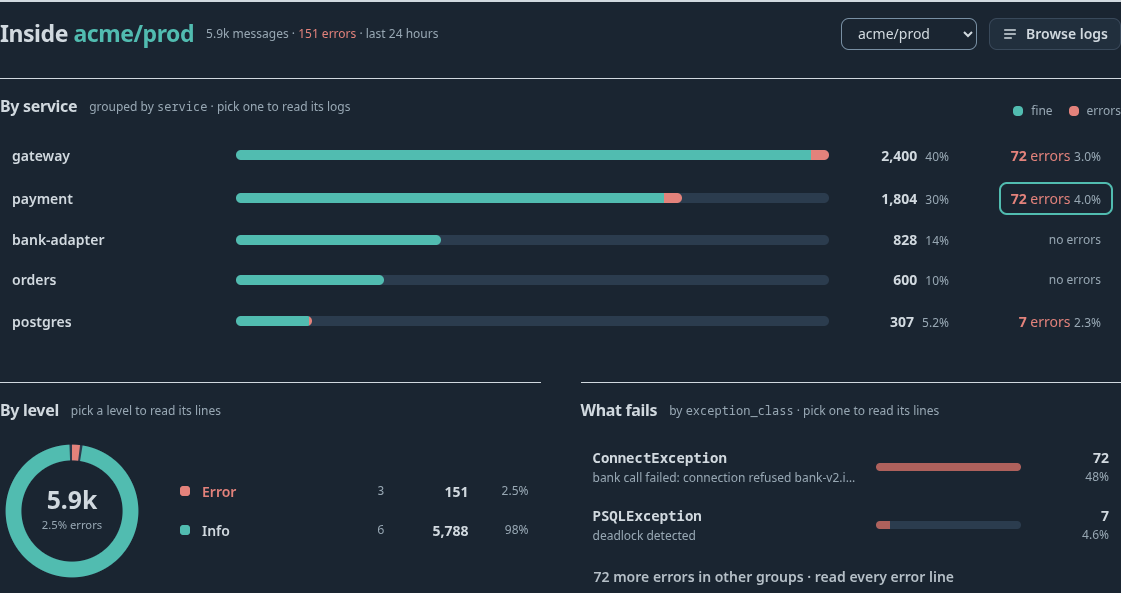 Inside acme/prod 5.9k messages · 151 errors · last 24 hours
acme/prod
Browse logs
By service grouped by service · pick one to read its logs
fine errors
gateway 2,400 40% 72 errors 3.0%
payment 1,804 30% 72 errors 4.0%
bank-adapter 828 14% no errors
orders 600 10% no errors
postgres 307 5.2% 7 errors 2.3%
By level pick a level to read its lines
5.9k
2.5% errors
Error 3 151 2.5%
Info 6 5,788 98%
What fails by exception_class · pick one to read its lines
ConnectException 72
bank call failed: connection refused bank-v2.i... 48%
PSQLException 7
deadlock detected 4.6%
72 more errors in other groups · read every error line